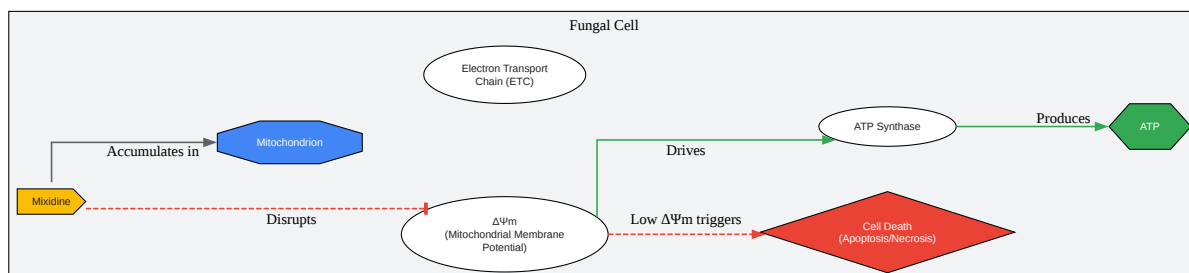 Fungal Cell
Electron Transport
Chain (ETC)
Mitochondrion
Accumulates in
Mixidine
Disrupts
ΔΨm
(Mitochondrial Membrane
Potential)
Drives
ATP Synthase
Produces
ATP
Low ΔΨm triggers
Cell Death
(Apoptosis/Necrosis)